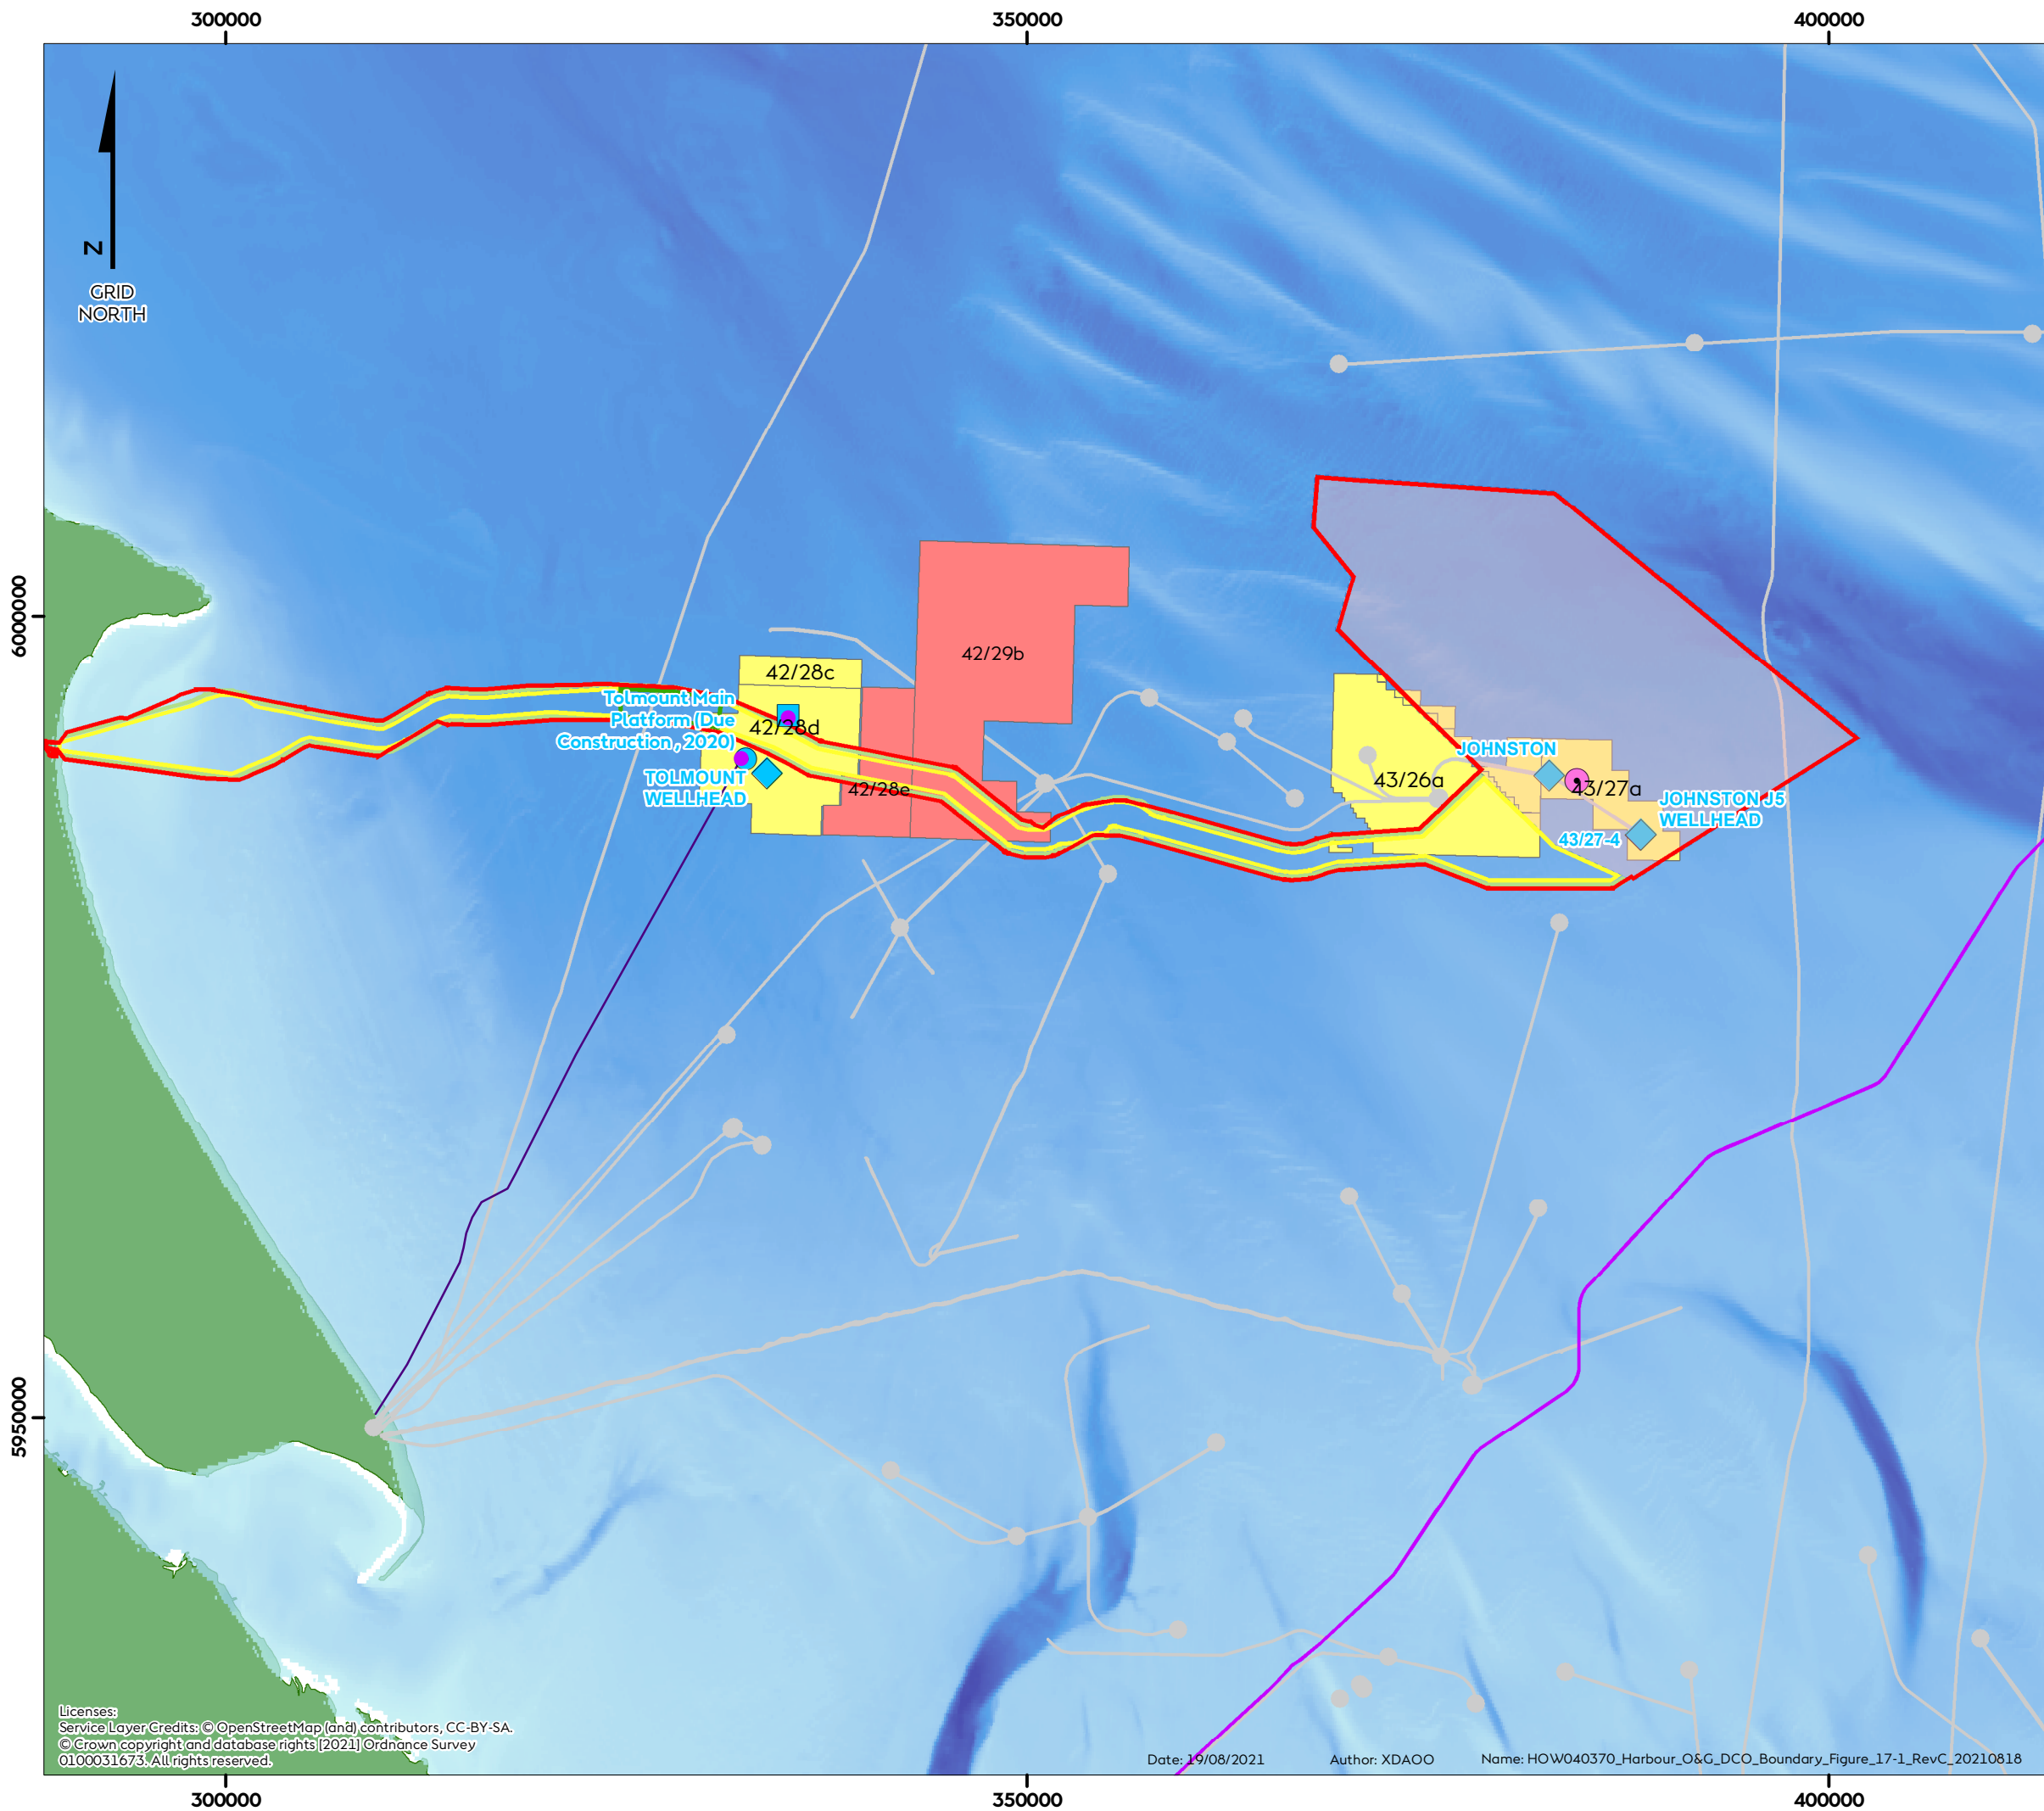 300000
350000
400000
N
GRID
NORTH
6000000
5950000
42/29b
42/28c
Tolmount Main
Platform (Due
Construction, 2020)
42/28d
TOLMOUNT
WELLHEAD
42/28e
JOHNSTON
43/26a
43/27a
JOHNSTON J5
WELLHEAD
43/27-4
Licenses:
Service Layer Credits: © OpenStreetMap (and) contributors, CC-BY-SA.
© Crown copyright and database rights [2021] Ordnance Survey
0100031673. All rights reserved.
Date: 19/08/2021
Author: XDAOO
Name: HOW040370_Harbour_O&G_DCO_Boundary_Figure_17-1_RevC_20210818
300000
350000
400000